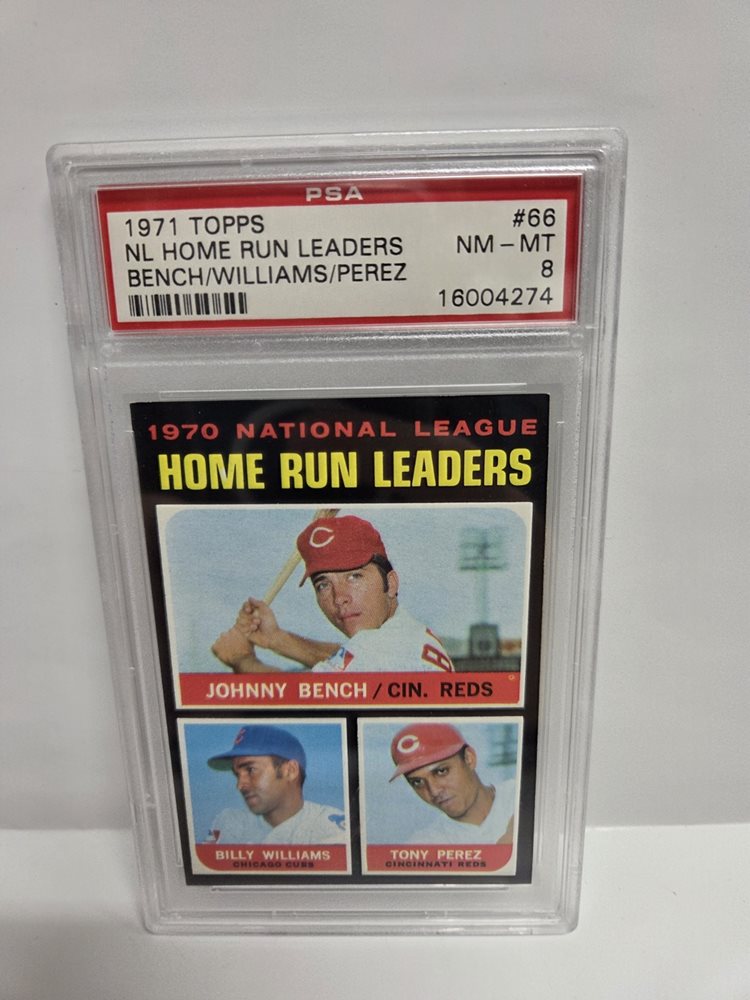 PSA
1971 TOPPS #66
NL HOME RUN LEADERS NM - MT
BENCH/WILLIAMS/PEREZ 8
16004274
1970 NATIONAL LEAGUE
HOME RUN LEADERS
C
B
JOHNNY BENCH / CIN. REDS
C
BILLY WILLIAMS
CHICAGO CUBS
TONY PEREZ
CINCINNATI REDS